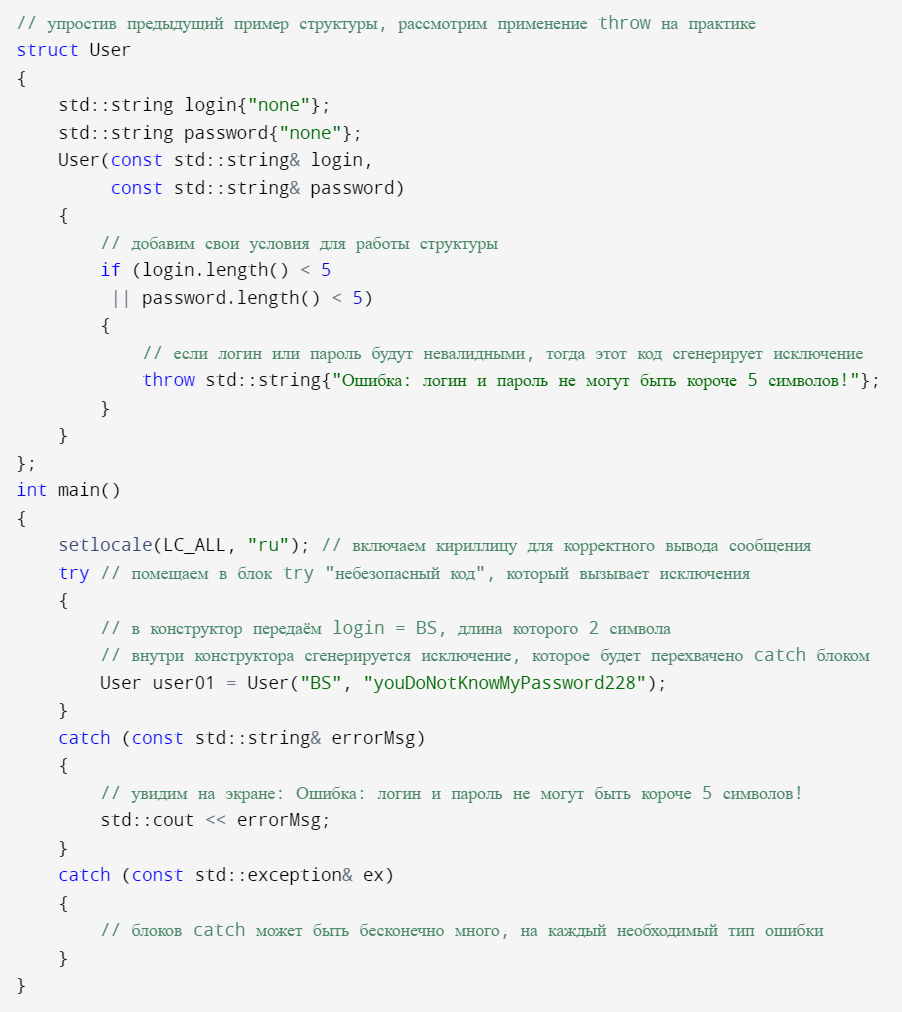 // упростив предыдущий пример структуры, рассмотрим применение throw на практике
struct User
{
    std::string login{"none"};
    std::string password{"none"};
    User(const std::string& login,
         const std::string& password)
    {
        // добавим свои условия для работы структуры
        if (login.length() < 5
         || password.length() < 5)
        {
            // если логин или пароль будут невалидными, тогда этот код сгенерирует исключение
            throw std::string{"Ошибка: логин и пароль не могут быть короче 5 символов!"};
        }
    }
};
int main()
{
    setlocale(LC_ALL, "ru"); // включаем кириллицу для корректного вывода сообщения
    try // помещаем в блок try "небезопасный код", который вызывает исключения
    {
        // в конструктор передаём login = BS, длина которого 2 символа
        // внутри конструктора сгенерируется исключение, которое будет перехвачено catch блоком
        User user01 = User("BS", "youDoNotKnowMyPassword228");
    }
    catch (const std::string& errorMsg)
    {
        // увидим на экране: Ошибка: логин и пароль не могут быть короче 5 символов!
        std::cout << errorMsg;
    }
    catch (const std::exception& ex)
    {
        // блоков catch может быть бесконечно много, на каждый необходимый тип ошибки
    }
}